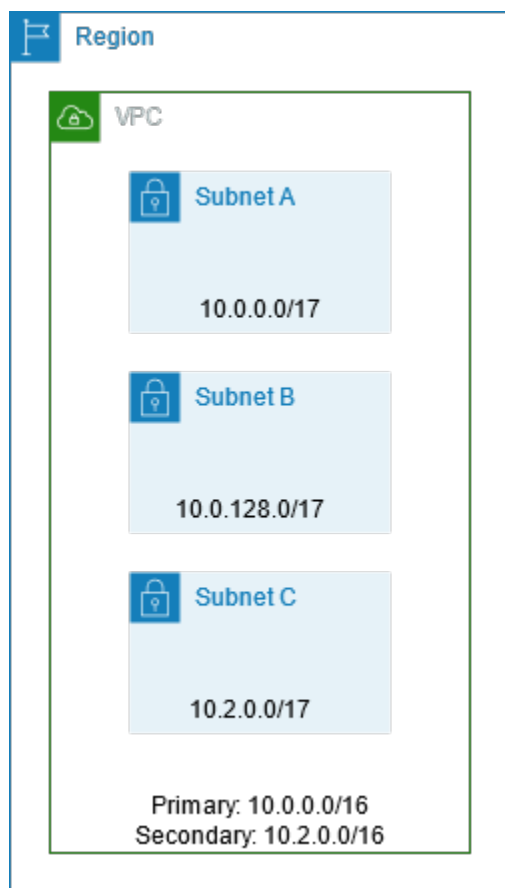 Region
VPC
Subnet A
10.0.0.0/17
Subnet B
10.0.128.0/17
Subnet C
10.2.0.0/17
Primary: 10.0.0.0/16
Secondary: 10.2.0.0/16